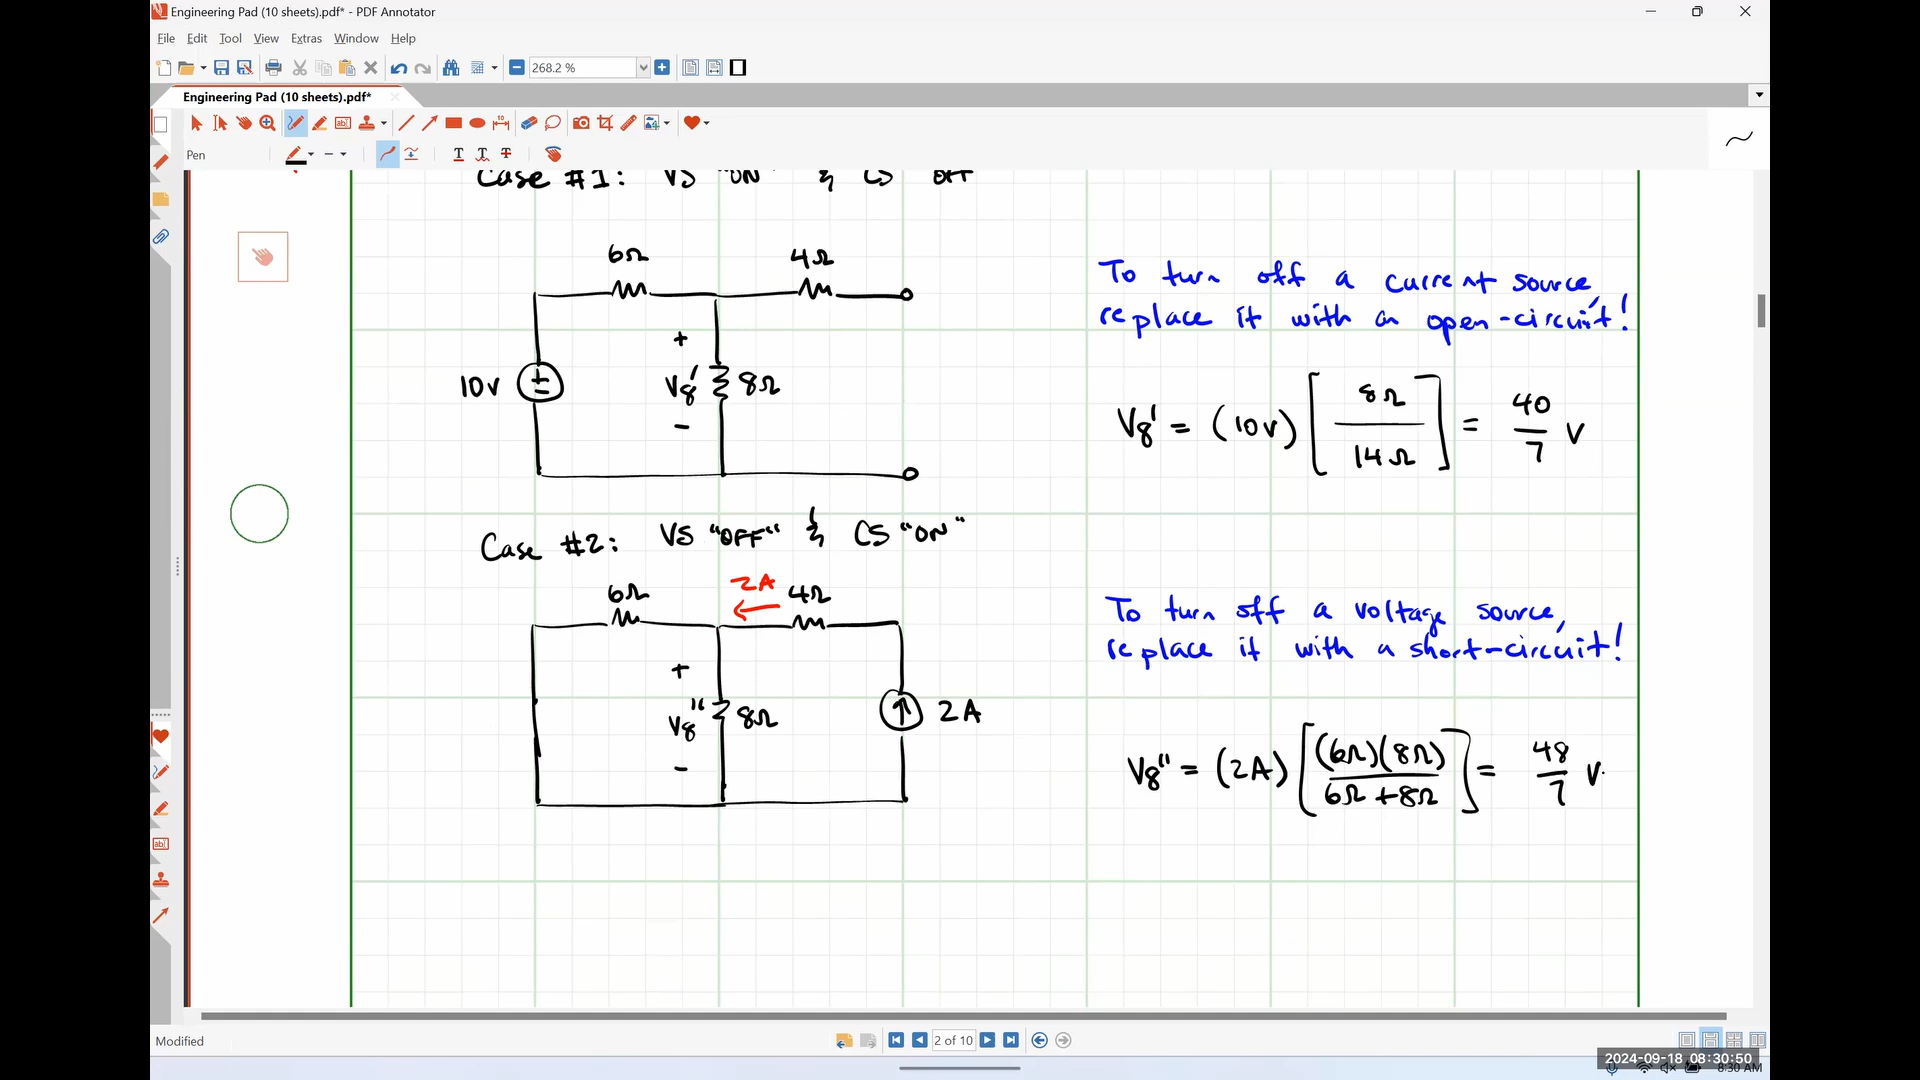 Engineering Pad (10 sheets).pdf* - PDF Annotator
File Edit Tool View Extras Window Help
268.2 %
Engineering Pad (10 sheets).pdf*
Pen
Case #1: VS "ON" & CS "OFF"
6Ω 4Ω
10V
+
V8'
-
8Ω
To turn off a current source,
replace it with an open-circuit!
V8' = (10V) [ 8Ω / 14Ω ] = 40/7 V
Case #2: VS "OFF" & CS "ON"
6Ω 2A 4Ω
+
V8"
-
8Ω
2A
To turn off a voltage source,
replace it with a short-circuit!
V8" = (2A) [ (6Ω)(8Ω) / 6Ω+8Ω ] = 48/7 V
Modified
2 of 10
2024-09-18 08:30:50
8:30 AM